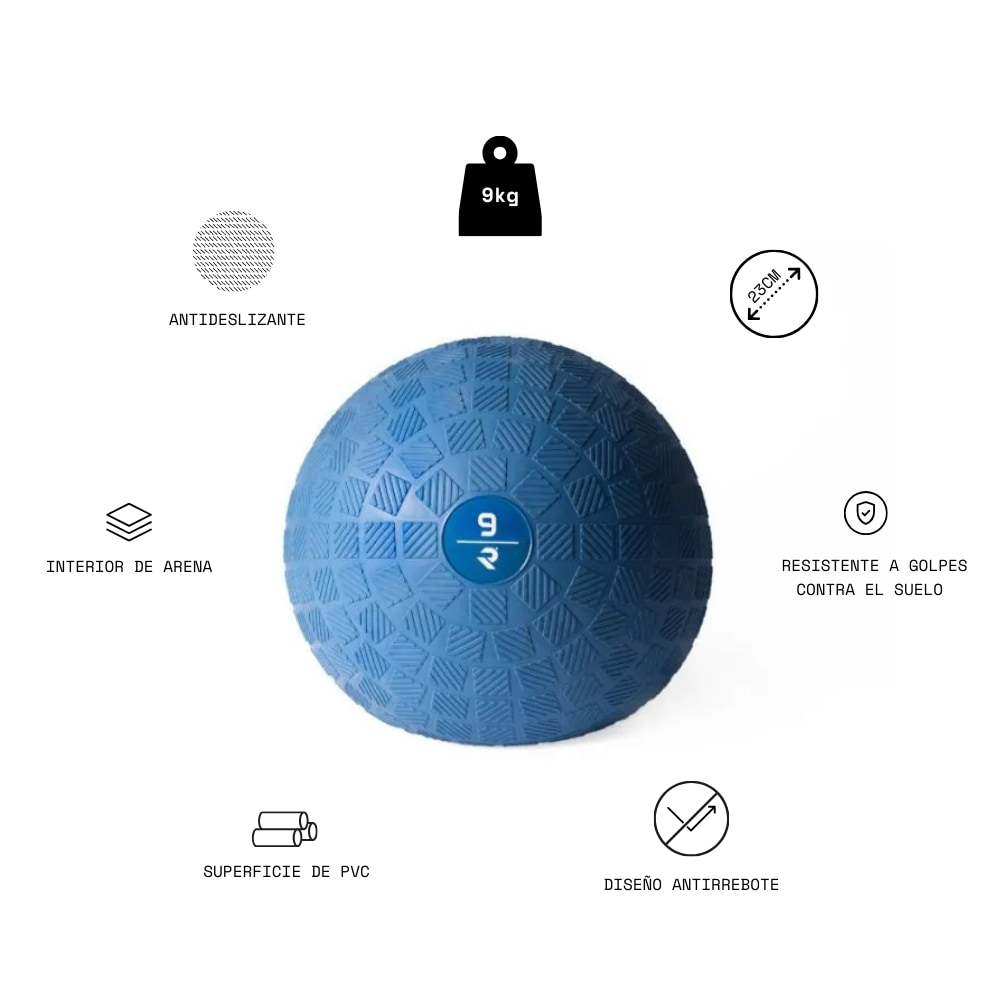 9kg
ANTIDESLIZANTE
23CM
9
INTERIOR DE ARENA
RESISTENTE A GOLPES
CONTRA EL SUELO
SUPERFICIE DE PVC
DISEÑO ANTIRREBOTE